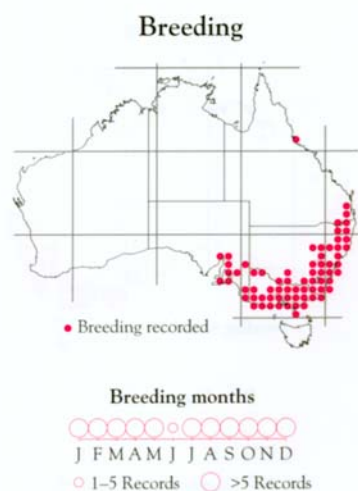 Breeding
Breeding recorded
Breeding months
J F M A M J J A S O N D
1–5 Records >5 Records